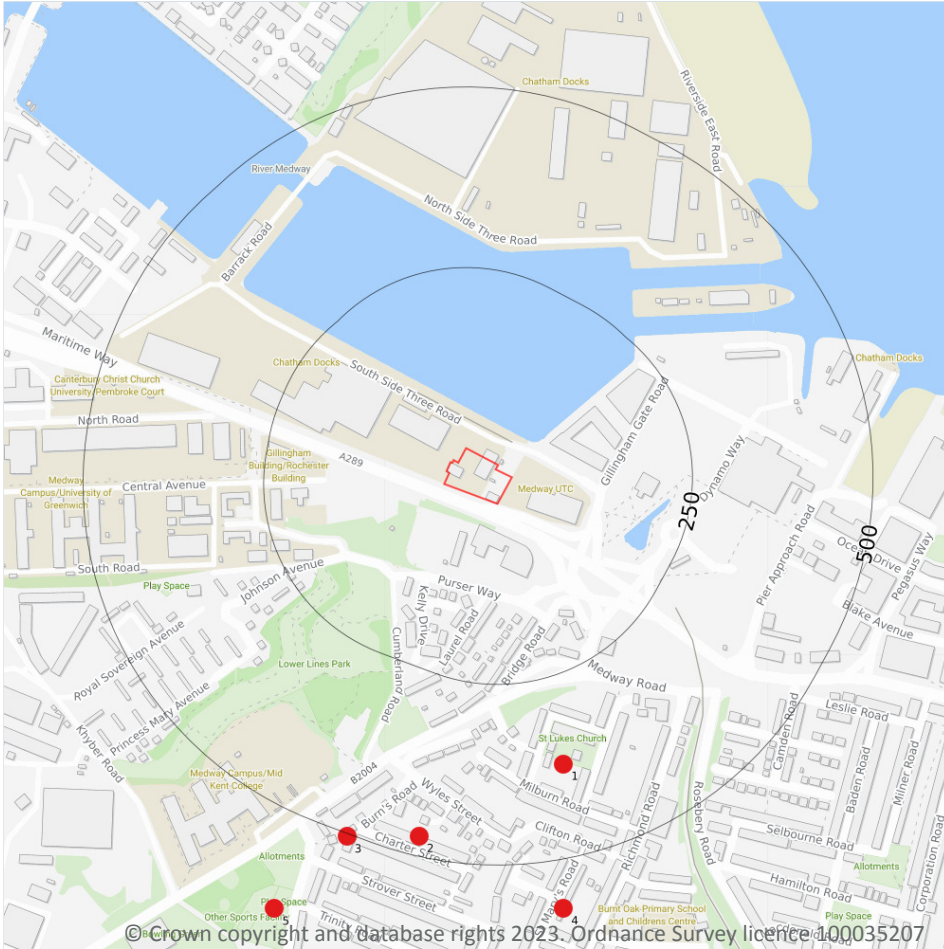 Chatham Docks
Riverside East Road
River Medway
North Side Three Road
Barrack Road
Maritime Way
Chatham Docks
South Side Three Road
Chatham Docks
Canterbury Christ Church
University/Pembroke Court
North Road
Gillingham Gate Road
A289
Gillingham
Building/Rochester
Building
Dynamo Way
Medway
Campus/University of
Greenwich
Central Avenue
Medway UTC
250
500
Pier Approach Road
Ocean Drive
Pegasus Way
South Road
Play Space
Johnson Avenue
Purser Way
Kelly Drive
Laurel Road
Bridge Road
Blake Avenue
Royal Sovereign Avenue
Lower Lines Park
Cumberland Road
Medway Road
Princess Mary Avenue
Khyber Road
Leslie Road
Camden Road
St Lukes Church
1
Baden Road
Milner Road
Medway Campus/Mid
Kent College
B2004
Burn's Road
Wyles Street
Milburn Road
Richmond Road
Rosebery Road
Clifton Road
Selbourne Road
Corporation Road
3
2
Charter Street
Allotments
Allotments
Strover Street
Hamilton Road
Play Space
Other Sports Facility
5
4
Burnt Oak Primary School
and Childrens Centre
Play Space
© Crown copyright and database rights 2023. Ordnance Survey licence 100035207